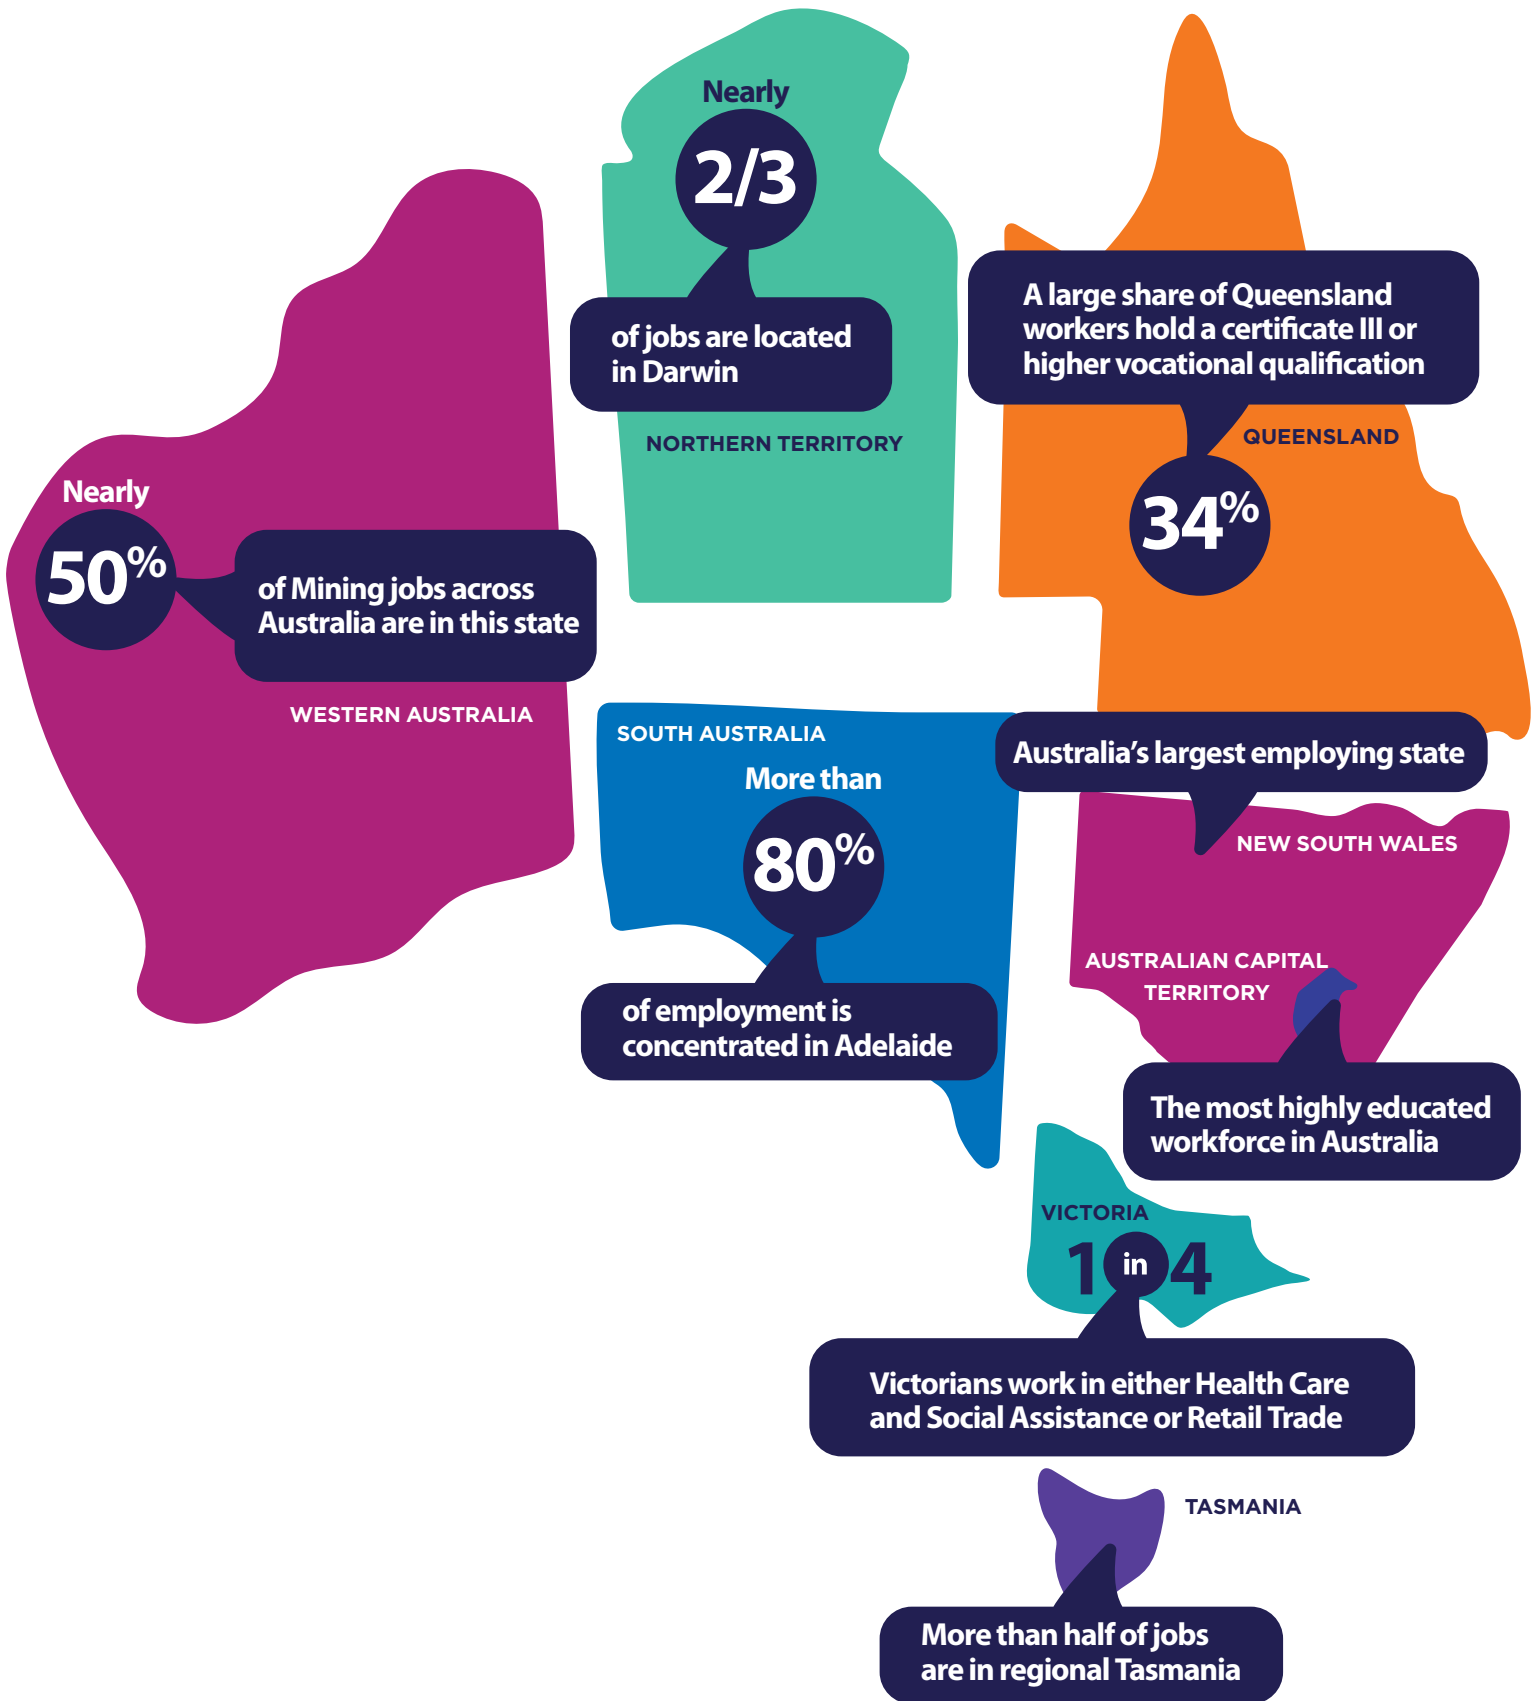 Nearly
2/3
of jobs are located
in Darwin
NORTHERN TERRITORY
A large share of Queensland
workers hold a certificate III or
higher vocational qualification
QUEENSLAND
34%
Nearly
50%
of Mining jobs across
Australia are in this state
WESTERN AUSTRALIA
SOUTH AUSTRALIA
More than
80%
of employment is
concentrated in Adelaide
Australia’s largest employing state
NEW SOUTH WALES
AUSTRALIAN CAPITAL
TERRITORY
The most highly educated
workforce in Australia
VICTORIA
1 in 4
Victorians work in either Health Care
and Social Assistance or Retail Trade
TASMANIA
More than half of jobs
are in regional Tasmania